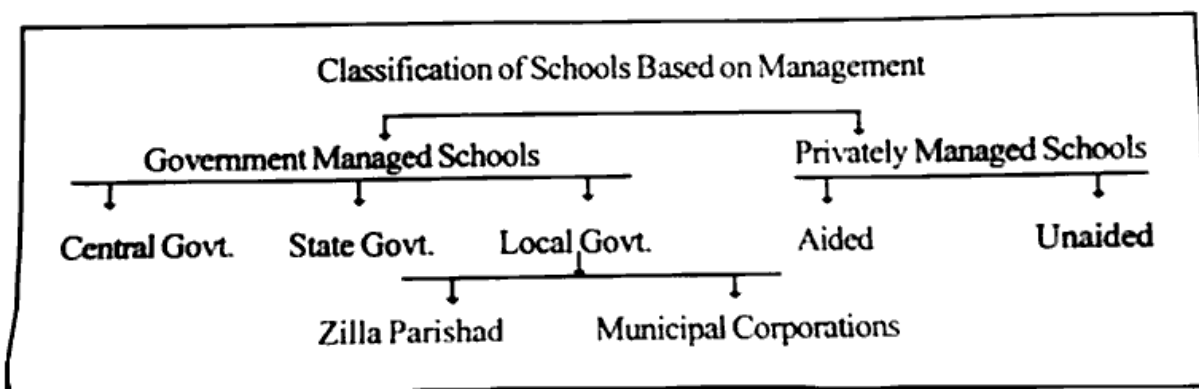 Classification of Schools Based on Management
Government Managed Schools Privately Managed Schools
Central Govt. State Govt. Local Govt. Aided Unaided
Zilla Parishad Municipal Corporations